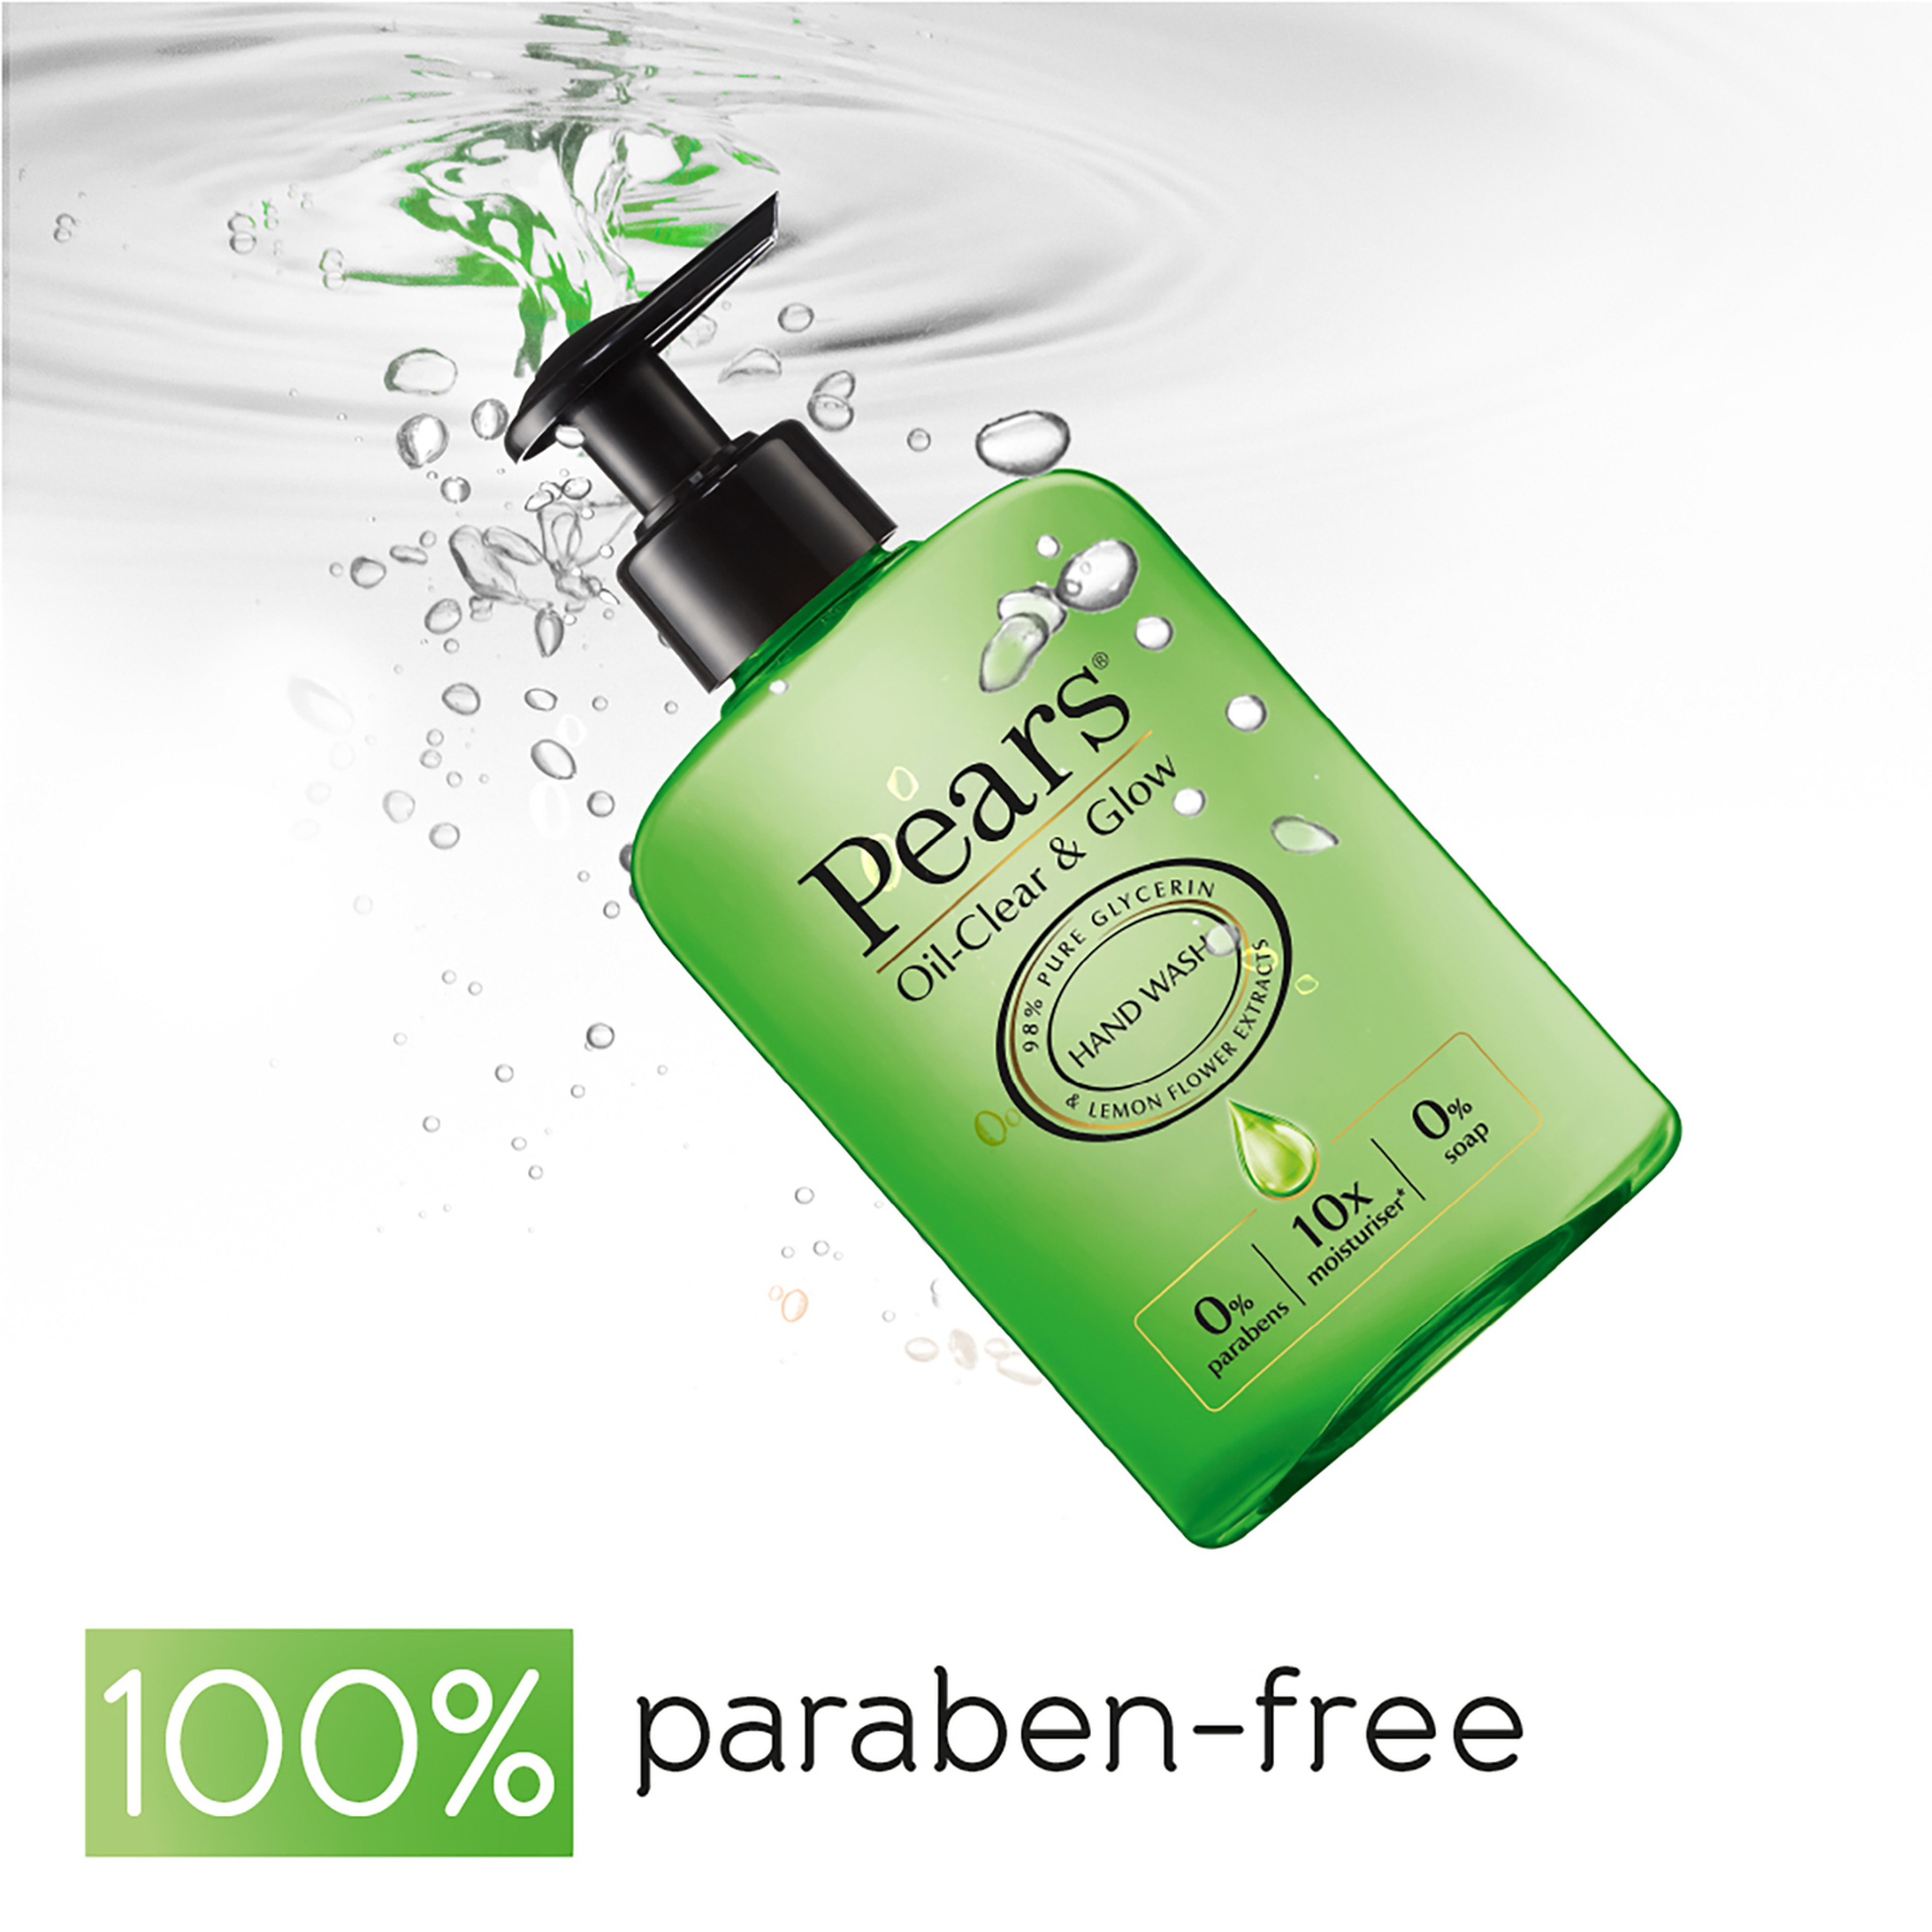 Pears®
Oil-Clear & Glow
98% PURE GLYCERIN
HAND WASH
& LEMON FLOWER EXTRACTS
0% parabens
10x moisturiser*
0% soap
100% paraben-free